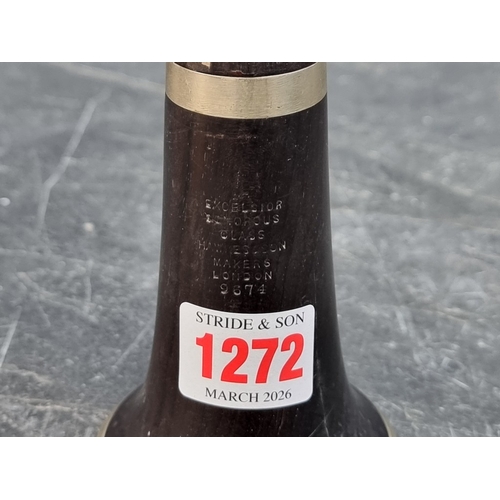 EXCELSIOR
SONOROUS
CLASS
MAKERS
LONDON
9674
STRIDE & SON
1272
MARCH 2026